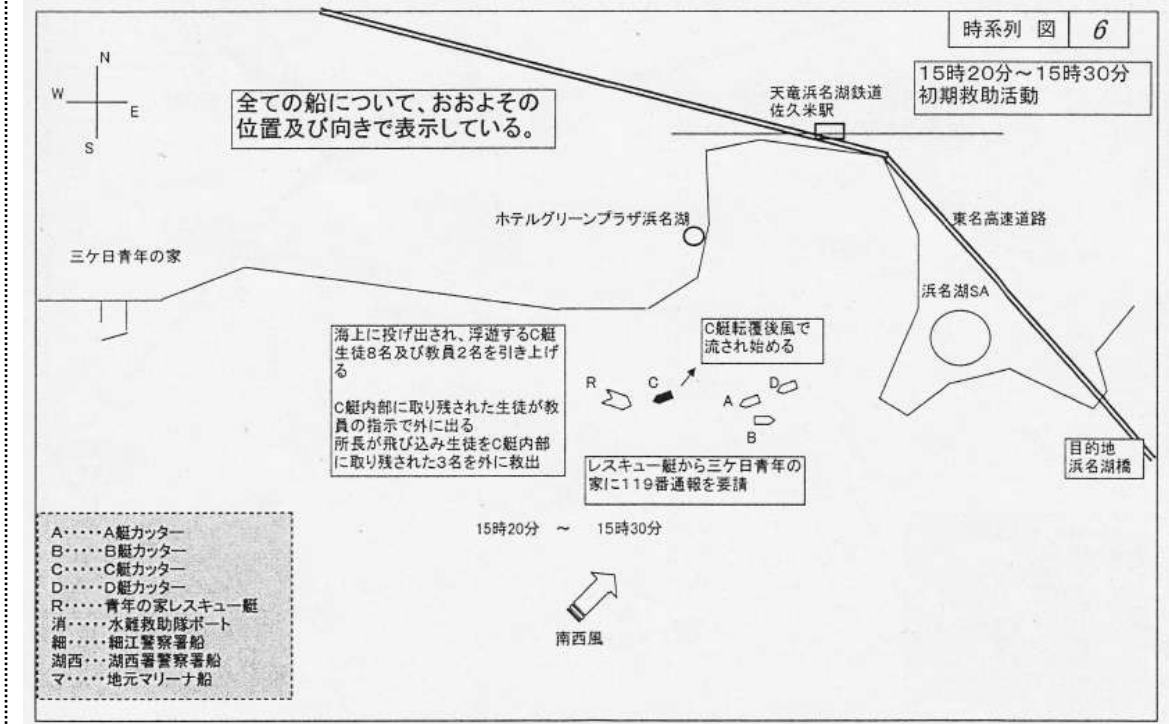 時系列 図 6
15時20分～15時30分
初期救助活動
N
W
E
S
全ての船について、おおよその
位置及び向きで表示している。
天竜浜名湖鉄道
佐久米駅
ホテルグリーンプラザ浜名湖
東名高速道路
三ケ日青年の家
浜名湖SA
海上に投げ出され、浮遊するC艇
生徒8名及び教員2名を引き上げ
る
C艇内部に取り残された生徒が教
員の指示で外に出る
所長が飛び込み生徒をC艇内部
に取り残された3名を外に救出
C艇転覆後風で
流され始める
R
C
A
D
B
目的地
浜名湖橋
レスキュー艇から三ケ日青年の
家に119番通報を要請
15時20分 ～ 15時30分
南西風
A‥‥‥A艇カッター
B‥‥‥B艇カッター
C‥‥‥C艇カッター
D‥‥‥D艇カッター
R‥‥‥青年の家レスキュー艇
消‥‥‥水難救助隊ボート
細‥‥‥細江警察署船
湖西‥‥湖西署警察署船
マ‥‥‥地元マリーナ船